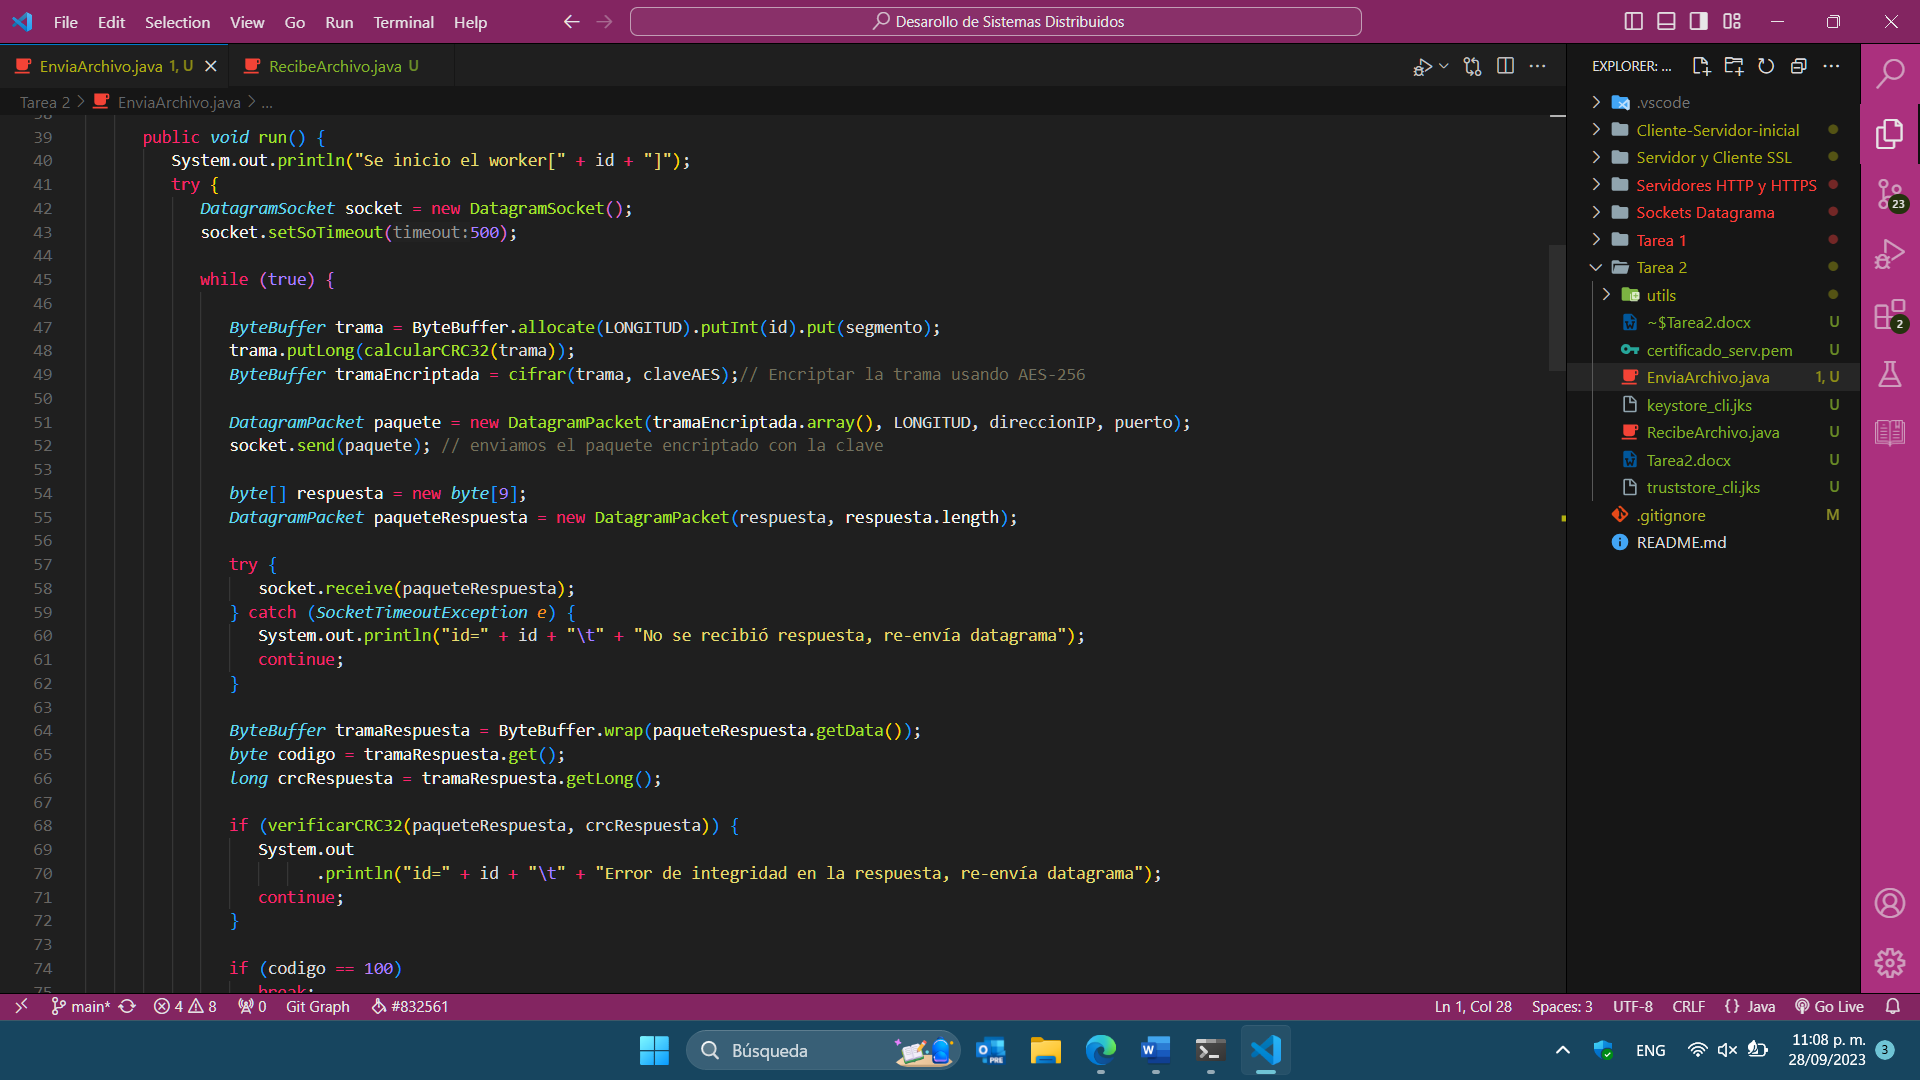 File Edit Selection View Go Run Terminal Help
Desarollo de Sistemas Distribuidos
EnviaArchivo.java 1, U
RecibeArchivo.java U
Tarea 2 > EnviaArchivo.java > ...
38
39 public void run() {
40 System.out.println("Se inicio el worker[" + id + "]");
41 try {
42 DatagramSocket socket = new DatagramSocket();
43 socket.setSoTimeout(timeout:500);
44
45 while (true) {
46
47 ByteBuffer trama = ByteBuffer.allocate(LONGITUD).putInt(id).put(segmento);
48 trama.putLong(calcularCRC32(trama));
49 ByteBuffer tramaEncriptada = cifrar(trama, claveAES);// Encriptar la trama usando AES-256
50
51 DatagramPacket paquete = new DatagramPacket(tramaEncriptada.array(), LONGITUD, direccionIP, puerto);
52 socket.send(paquete); // enviamos el paquete encriptado con la clave
53
54 byte[] respuesta = new byte[9];
55 DatagramPacket paqueteRespuesta = new DatagramPacket(respuesta, respuesta.length);
56
57 try {
58 socket.receive(paqueteRespuesta);
59 } catch (SocketTimeoutException e) {
60 System.out.println("id=" + id + "\t" + "No se recibió respuesta, re-envía datagrama");
61 continue;
62 }
63
64 ByteBuffer tramaRespuesta = ByteBuffer.wrap(paqueteRespuesta.getData());
65 byte codigo = tramaRespuesta.get();
66 long crcRespuesta = tramaRespuesta.getLong();
67
68 if (verificarCRC32(paqueteRespuesta, crcRespuesta)) {
69 System.out
70 .println("id=" + id + "\t" + "Error de integridad en la respuesta, re-envía datagrama");
71 continue;
72 }
73
74 if (codigo == 100)
75 break;
EXPLORER: ...
.vscode
Cliente-Servidor-inicial
Servidor y Cliente SSL
Servidores HTTP y HTTPS
Sockets Datagrama
Tarea 1
Tarea 2
utils
~$Tarea2.docx U
certificado_serv.pem U
EnviaArchivo.java 1, U
keystore_cli.jks U
RecibeArchivo.java U
Tarea2.docx U
truststore_cli.jks U
.gitignore M
README.md
23
2
main* 4 8 0 Git Graph #832561
Ln 1, Col 28 Spaces: 3 UTF-8 CRLF {} Java Go Live
Búsqueda
PRE
ENG
11:08 p. m.
28/09/2023
3